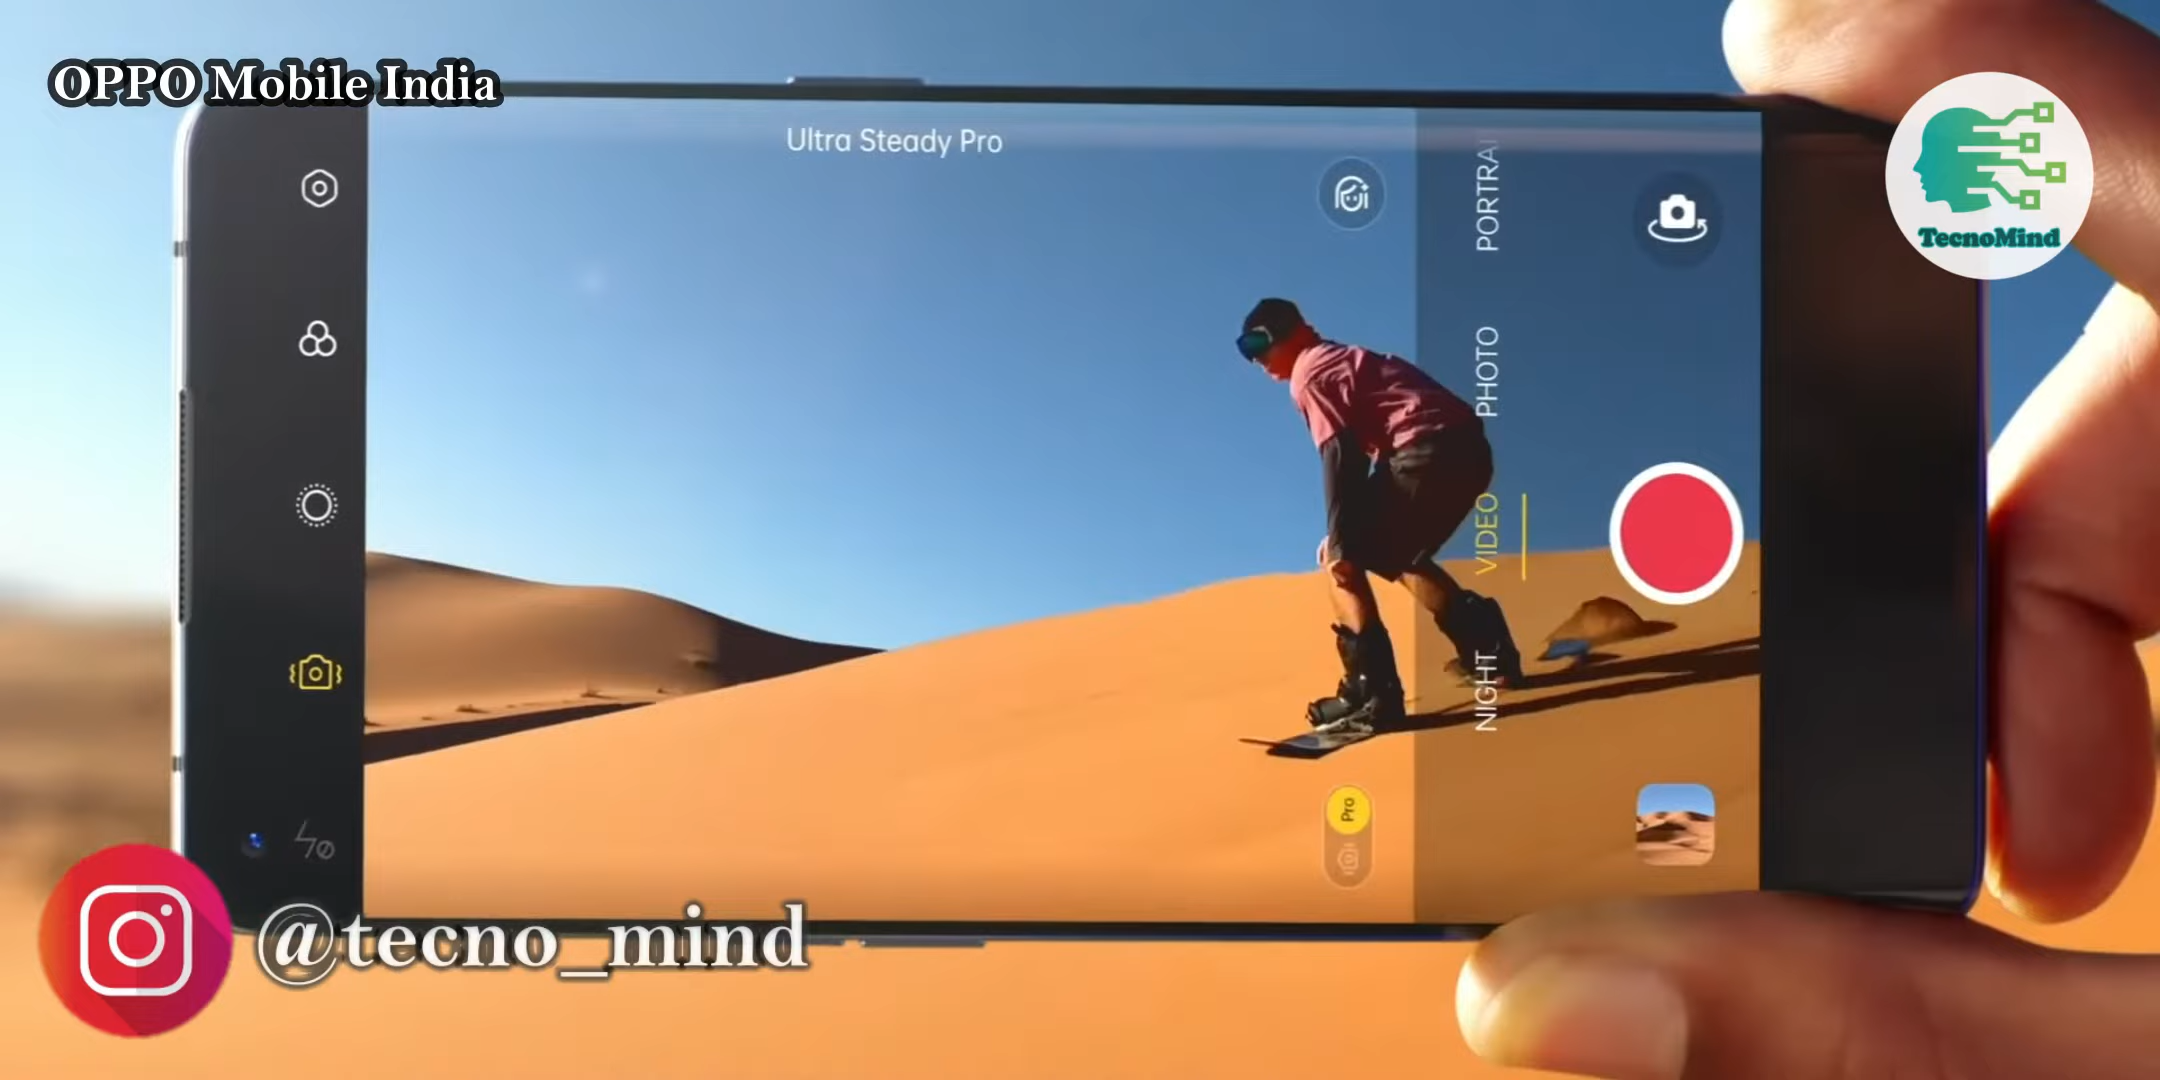 OPPO Mobile India
Ultra Steady Pro
TecnoMind
PORTRAI
PHOTO
VIDEO
NIGHT
Pro
@tecno_mind